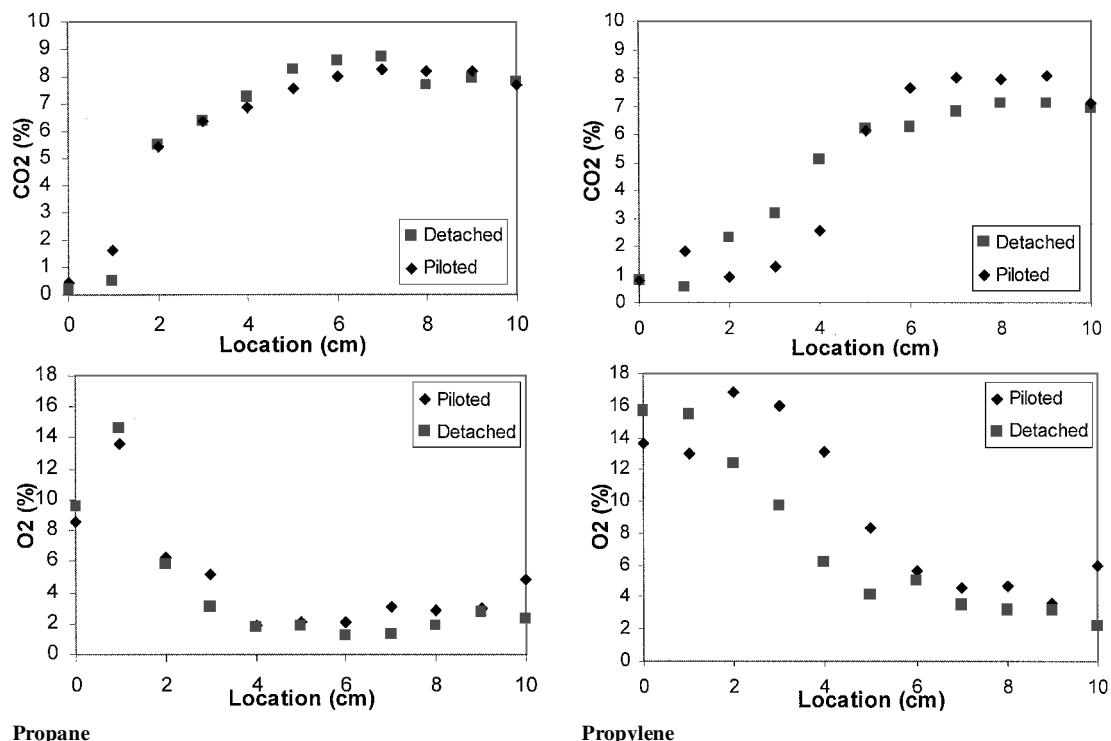 10
9
8
7
6
5
4
3
2
1
0
CO2 (%)
Detached
Piloted
0 2 4 6 8 10
Location (cm)
10
9
8
7
6
5
4
3
2
1
0
CO2 (%)
Detached
Piloted
0 2 4 6 8 10
Location (cm)
18
16
14
12
10
8
6
4
2
0
O2 (%)
Piloted
Detached
0 2 4 6 8 10
Location (cm)
18
16
14
12
10
8
6
4
2
0
O2 (%)
Piloted
Detached
0 2 4 6 8 10
Location (cm)
Propane
Propylene